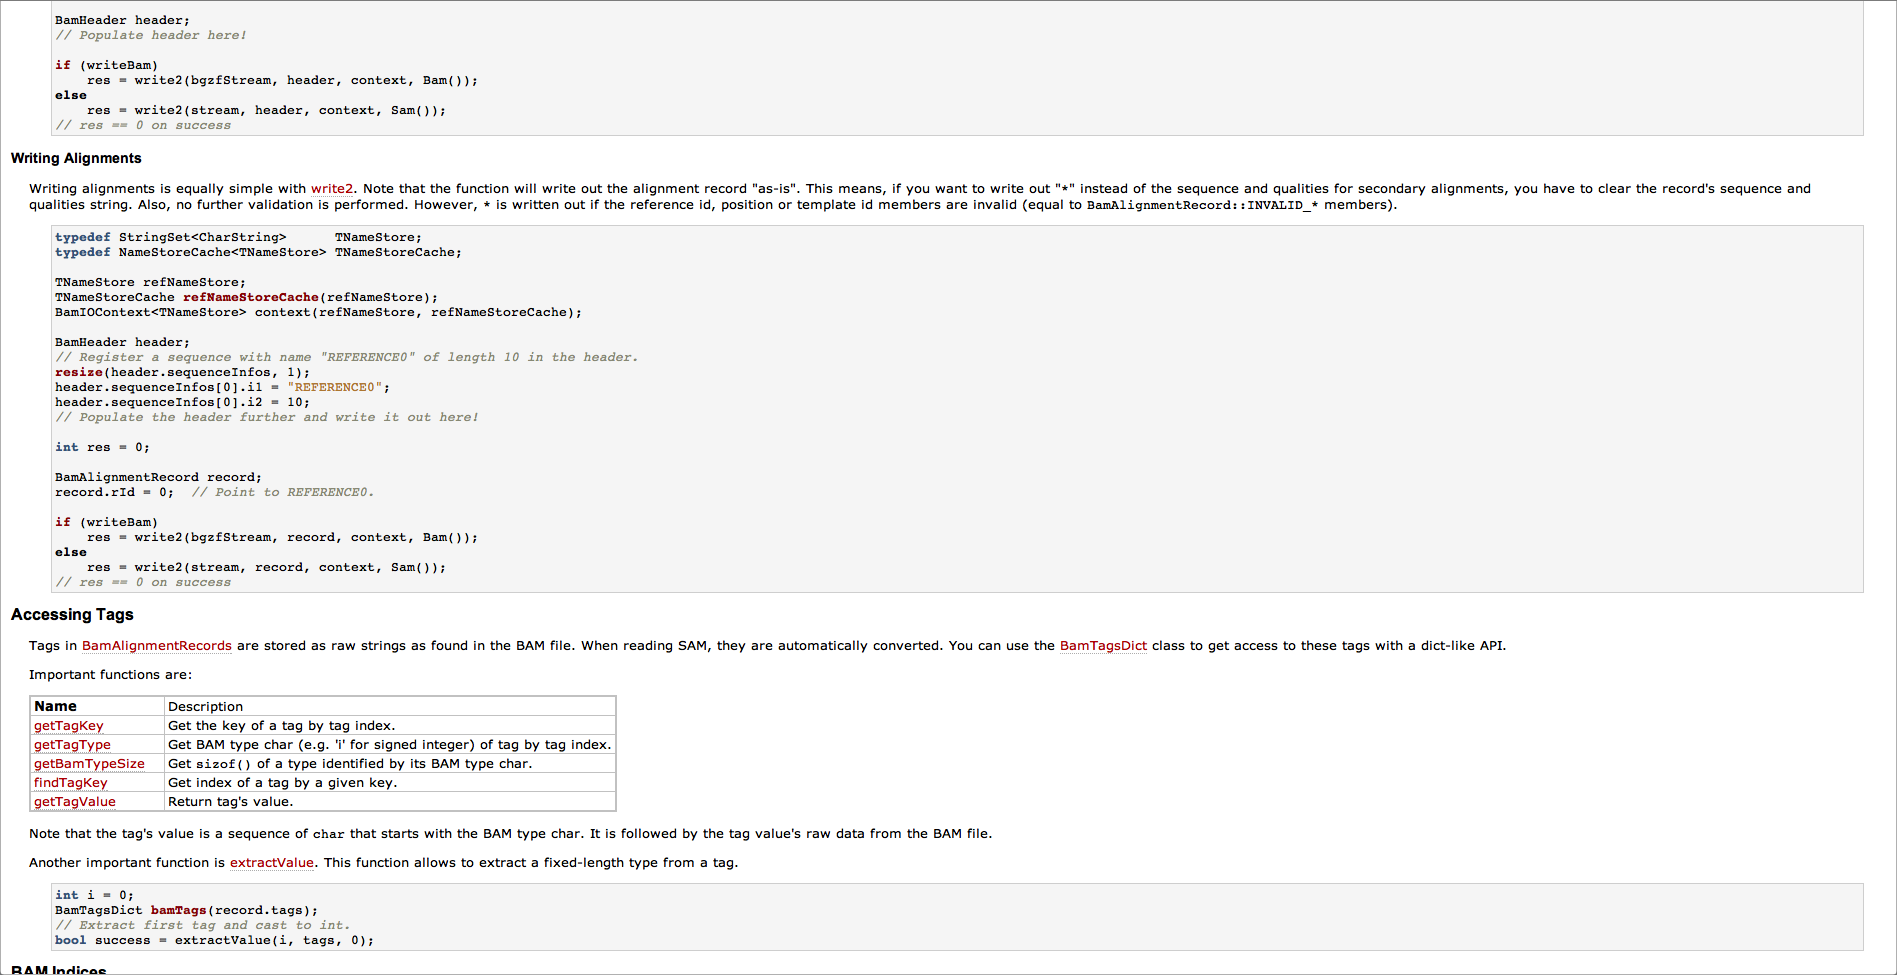 BamHeader header;
// Populate header here!
if (writeBam)
    res = write2(bgzfStream, header, context, Bam());
else
    res = write2(stream, header, context, Sam());
// res == 0 on success
Writing Alignments
Writing alignments is equally simple with write2. Note that the function will write out the alignment record "as-is". This means, if you want to write out "*" instead of the sequence and qualities for secondary alignments, you have to clear the record's sequence and
qualities string. Also, no further validation is performed. However, * is written out if the reference id, position or template id members are invalid (equal to BamAlignmentRecord::INVALID_* members).
typedef StringSet<CharString>      TNameStore;
typedef NameStoreCache<TNameStore> TNameStoreCache;
TNameStore refNameStore;
TNameStoreCache refNameStoreCache(refNameStore);
BamIOContext<TNameStore> context(refNameStore, refNameStoreCache);
BamHeader header;
// Register a sequence with name "REFERENCE0" of length 10 in the header.
resize(header.sequenceInfos, 1);
header.sequenceInfos[0].i1 = "REFERENCE0";
header.sequenceInfos[0].i2 = 10;
// Populate the header further and write it out here!
int res = 0;
BamAlignmentRecord record;
record.rId = 0;  // Point to REFERENCE0.
if (writeBam)
    res = write2(bgzfStream, record, context, Bam());
else
    res = write2(stream, record, context, Sam());
// res == 0 on success
Accessing Tags
Tags in BamAlignmentRecords are stored as raw strings as found in the BAM file. When reading SAM, they are automatically converted. You can use the BamTagsDict class to get access to these tags with a dict-like API.
Important functions are:
Name Description
getTagKey Get the key of a tag by tag index.
getTagType Get BAM type char (e.g. 'i' for signed integer) of tag by tag index.
getBamTypeSize Get sizof() of a type identified by its BAM type char.
findTagKey Get index of a tag by a given key.
getTagValue Return tag's value.
Note that the tag's value is a sequence of char that starts with the BAM type char. It is followed by the tag value's raw data from the BAM file.
Another important function is extractValue. This function allows to extract a fixed-length type from a tag.
int i = 0;
BamTagsDict bamTags(record.tags);
// Extract first tag and cast to int.
bool success = extractValue(i, tags, 0);
BAM Indices